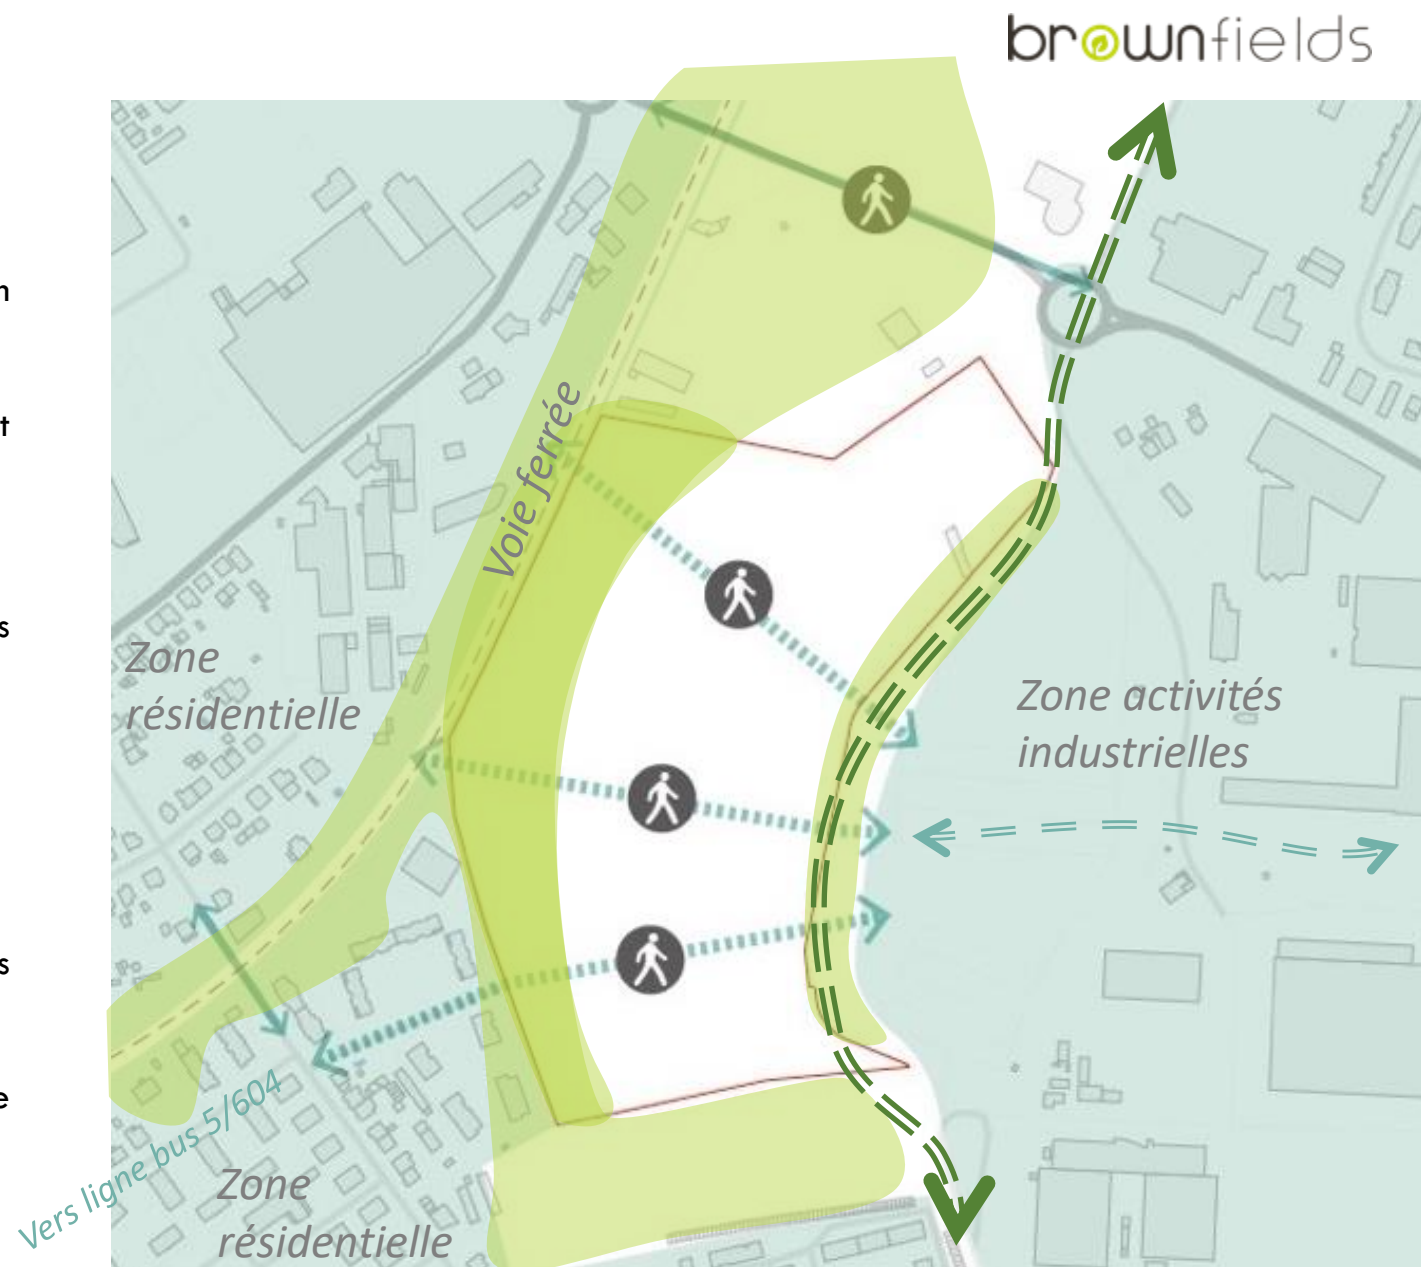 brownfields
n
t
s
s
e
Voie ferrée
Zone
résidentielle
Zone activités
industrielles
Vers ligne bus 5/604
Zone
résidentielle